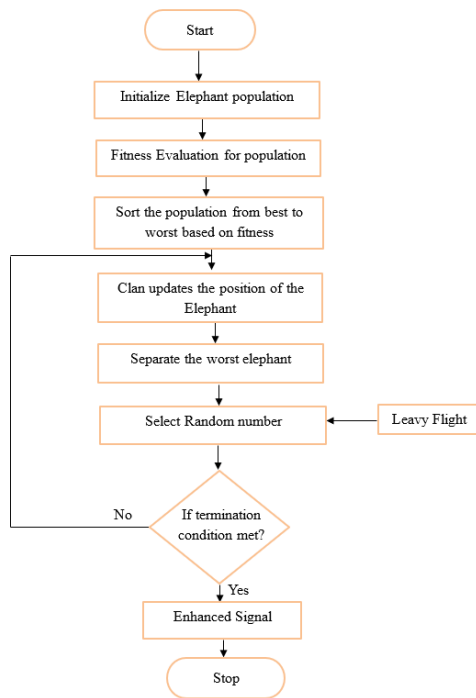 Start
Initialize Elephant population
Fitness Evaluation for population
Sort the population from best to
worst based on fitness
Clan updates the position of the
Elephant
Separate the worst elephant
Select Random number
Leavy Flight
No
If termination
condition met?
Yes
Enhanced Signal
Stop